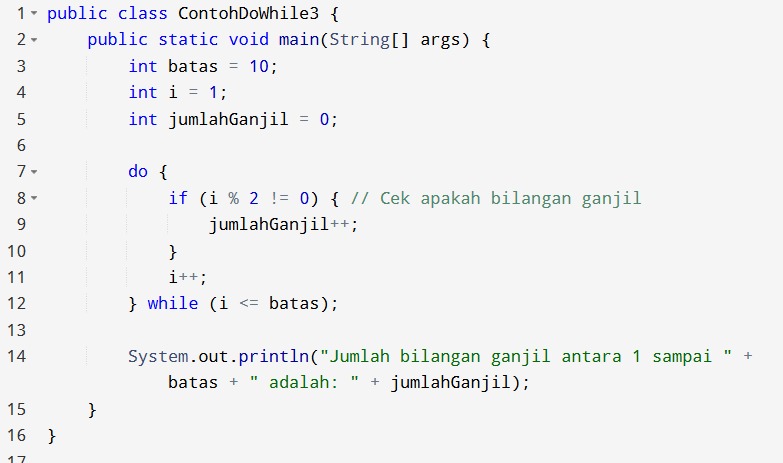 1 public class ContohDoWhile3 {
2     public static void main(String[] args) {
3         int batas = 10;
4         int i = 1;
5         int jumlahGanjil = 0;
6
7         do {
8             if (i % 2 != 0) { // Cek apakah bilangan ganjil
9                 jumlahGanjil++;
10             }
11             i++;
12         } while (i <= batas);
13
14         System.out.println("Jumlah bilangan ganjil antara 1 sampai " +
            batas + " adalah: " + jumlahGanjil);
15     }
16 }
17